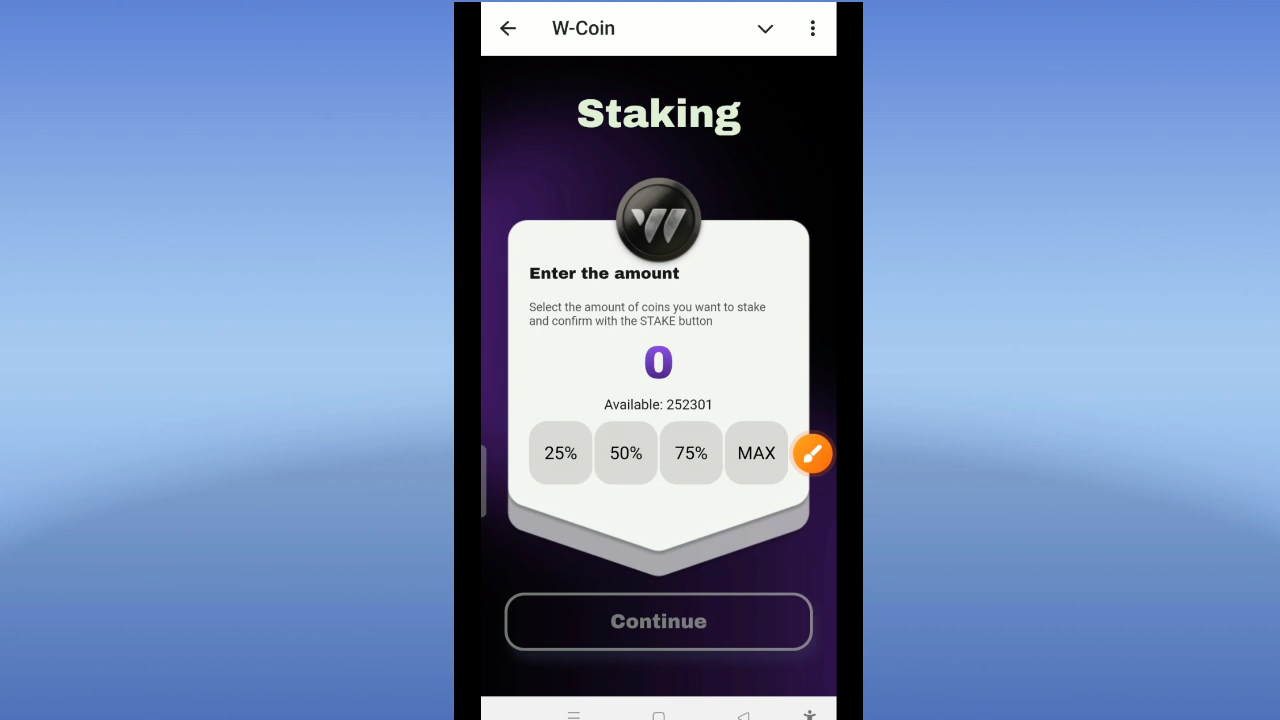 W-Coin
Staking
Enter the amount
Select the amount of coins you want to stake
and confirm with the STAKE button
0
Available: 252301
25% 50% 75% MAX
Continue